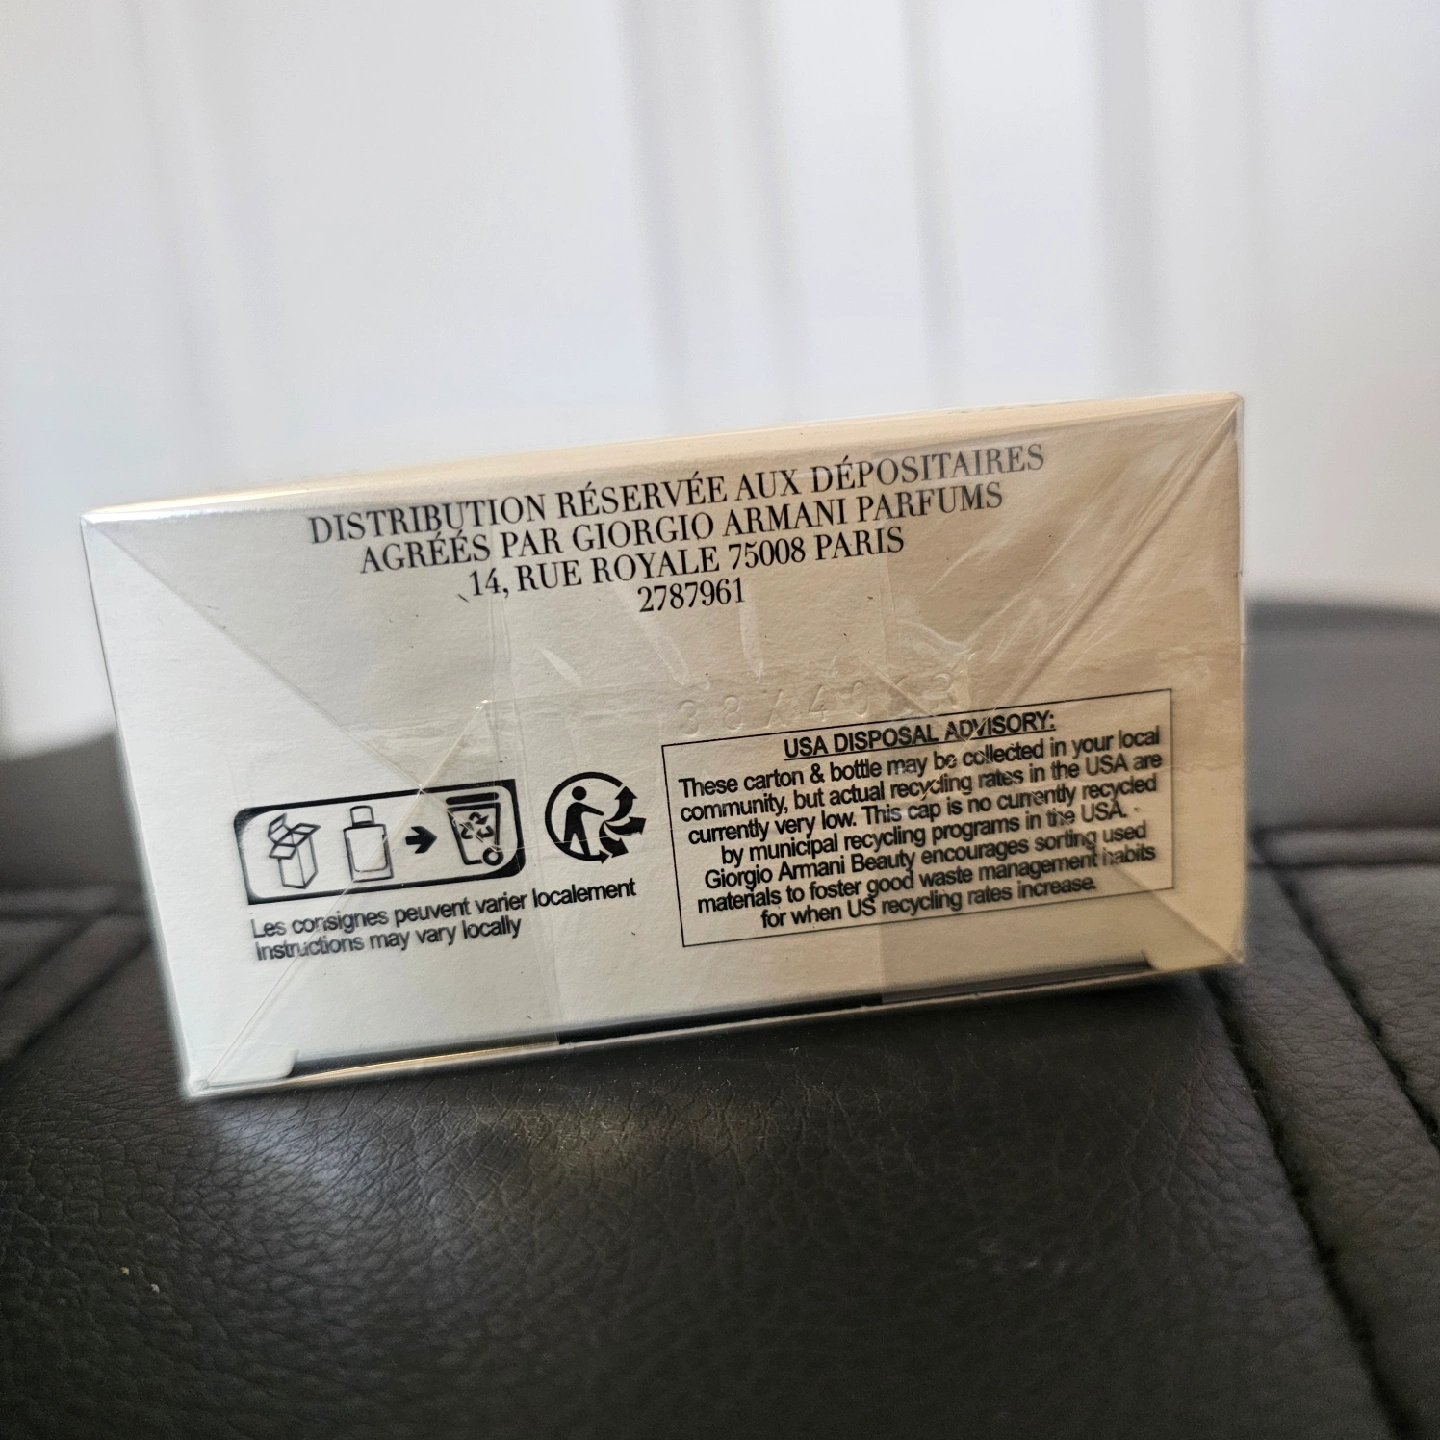 DISTRIBUTION RÉSERVÉE AUX DÉPOSITAIRES
AGRÉÉS PAR GIORGIO ARMANI PARFUMS
14, RUE ROYALE 75008 PARIS
2787961
Les consignes peuvent varier localement
Instructions may vary locally
USA DISPOSAL ADVISORY:
These carton & bottle may be collected in your local
community, but actual recycling rates in the USA are
currently very low. This cap is no currently recycled
by municipal recycling programs in the USA.
Giorgio Armani Beauty encourages sorting used
materials to foster good waste management habits
for when US recycling rates increase.